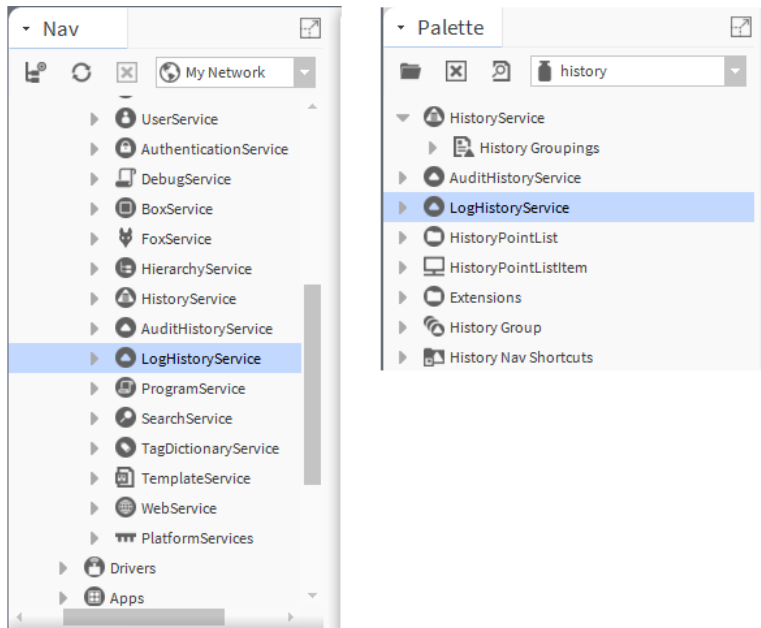 Nav
My Network
UserService
AuthenticationService
DebugService
BoxService
FoxService
HierarchyService
HistoryService
AuditHistoryService
LogHistoryService
ProgramService
SearchService
TagDictionaryService
TemplateService
WebService
PlatformServices
Drivers
Apps
Palette
history
HistoryService
History Groupings
AuditHistoryService
LogHistoryService
HistoryPointList
HistoryPointListItem
Extensions
History Group
History Nav Shortcuts